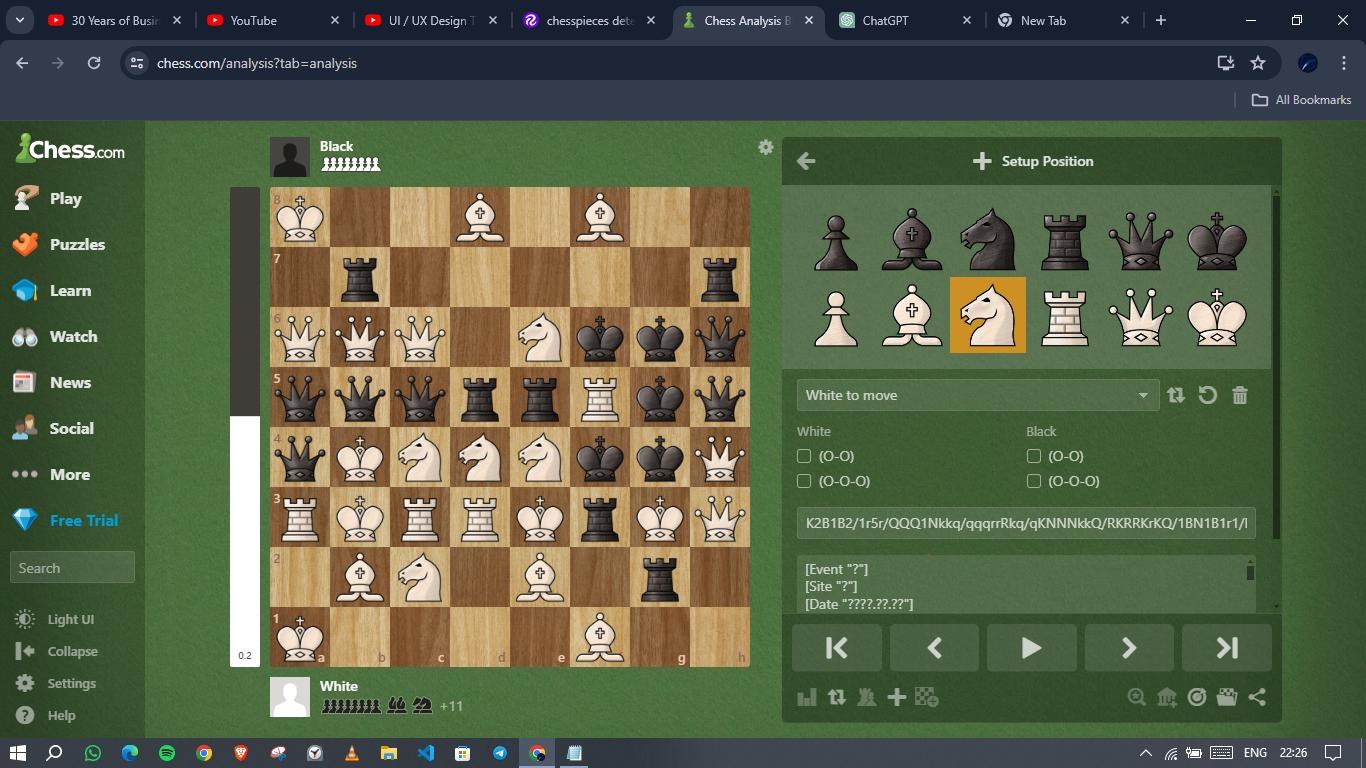 30 Years of Busin
YouTube
UI / UX Design T
chesspieces dete
Chess Analysis B
ChatGPT
New Tab
chess.com/analysis?tab=analysis
All Bookmarks
Chess.com
Play
Puzzles
Learn
Watch
News
Social
More
Free Trial
Search
Light UI
Collapse
Settings
Help
Black
8
7
6
5
4
3
2
1
a b c d e g h
0.2
White
+11
Setup Position
White to move
White Black
(O-O) (O-O)
(O-O-O) (O-O-O)
K2B1B2/1r5r/QQQ1Nkkq/qqqrrRkq/qKNNNkkQ/RKRRKrKQ/1BN1B1r1/
[Event "?"]
[Site "?"]
[Date "????.??.??"]
ENG 22:26